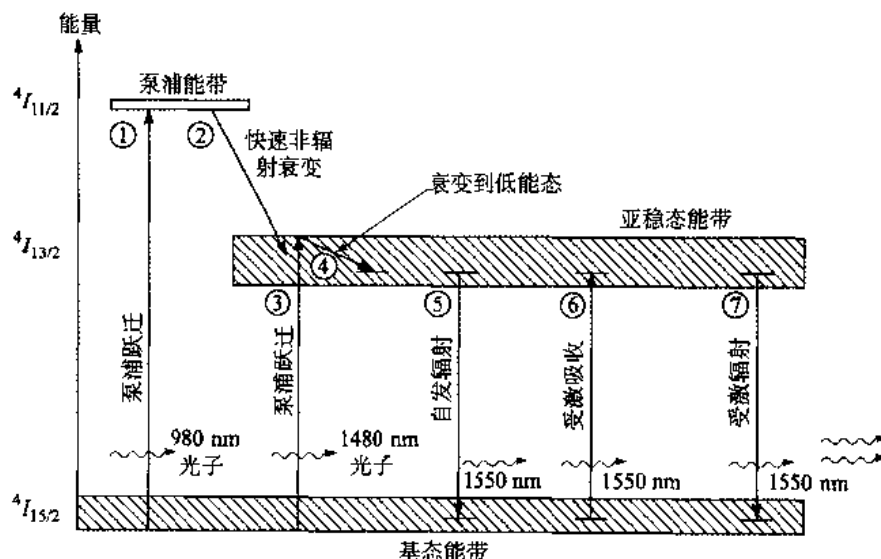 能量
泵浦能带
⁴I₁₁/₂
① ②
快速非辐
射衰变
衰变到低能态
亚稳态能带
⁴I₁₃/₂
④
③ ⑤ ⑥ ⑦
泵浦跃迁
泵浦跃迁
自发辐射
受激吸收
受激辐射
980 nm
光子
1480 nm
光子
1550 nm
1550 nm
1550 nm
⁴I₁₅/₂
基态能带